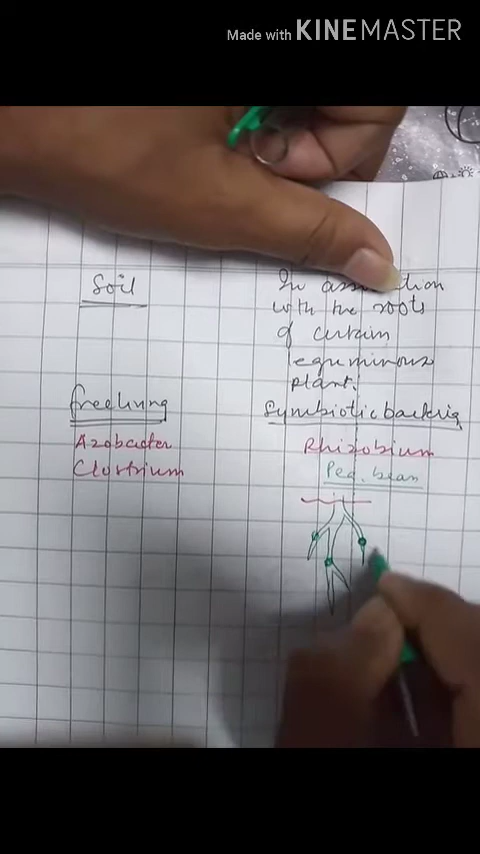 Made with KINEMASTER
Soil
In tion
with the roots
of certain
leguminous
plant.
freeliving
Symbiotic bacteria
Azobacter
Clostrium
Rhizobium
Pea. bean